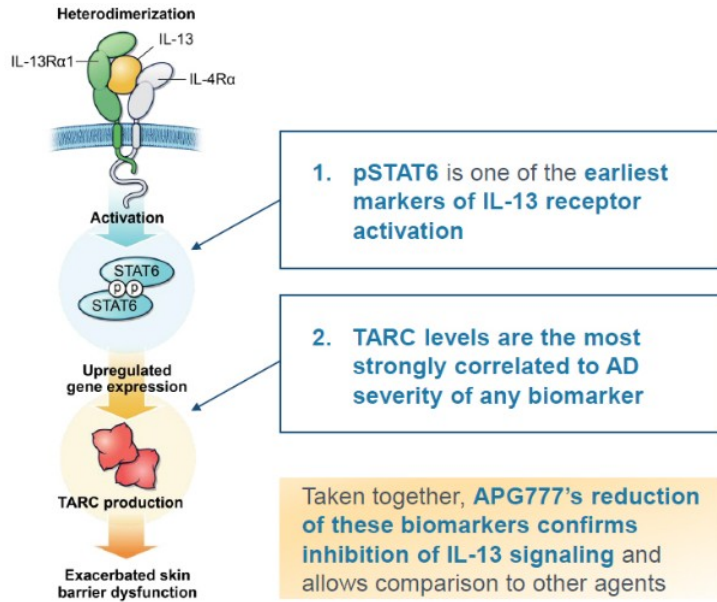 Heterodimerization
IL-13
IL-13Rα1
IL-4Rα
Activation
STAT6
P P
STAT6
Upregulated
gene expression
TARC production
Exacerbated skin
barrier dysfunction
1. pSTAT6 is one of the earliest
markers of IL-13 receptor
activation
2. TARC levels are the most
strongly correlated to AD
severity of any biomarker
Taken together, APG777’s reduction
of these biomarkers confirms
inhibition of IL-13 signaling and
allows comparison to other agents